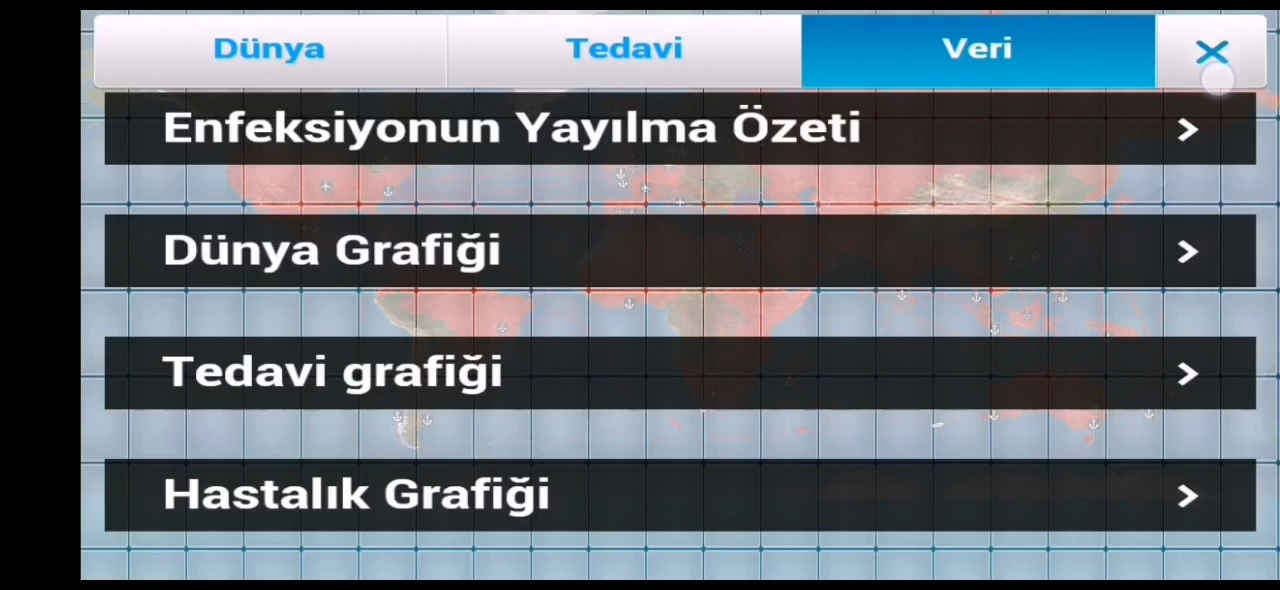 Dünya Tedavi Veri
Enfeksiyonun Yayılma Özeti
Dünya Grafiği
Tedavi grafiği
Hastalık Grafiği